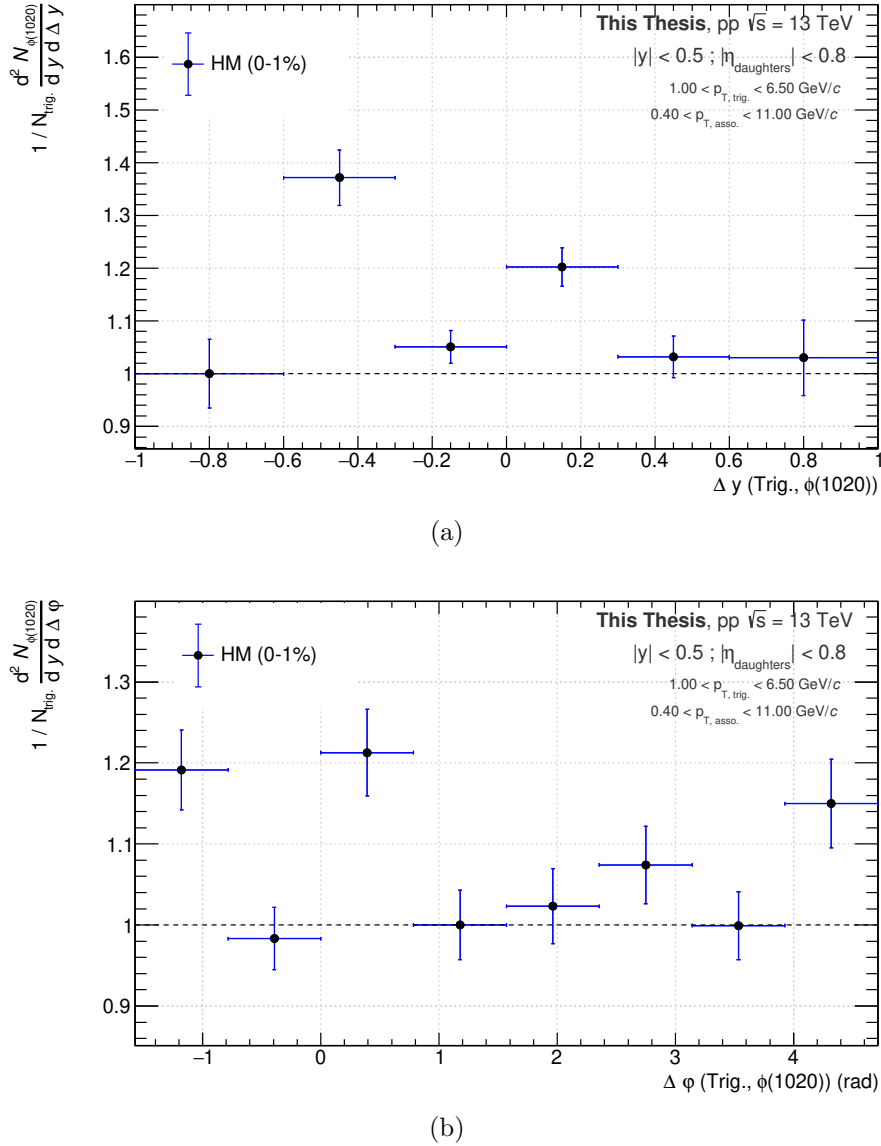 1 / N_trig. d² N_ϕ(1020) / d y d Δ y
1.6
1.5
1.4
1.3
1.2
1.1
1
0.9
HM (0-1%)
This Thesis, pp √s = 13 TeV
|y| < 0.5 ; |η_daughters| < 0.8
1.00 < p_T, trig. < 6.50 GeV/c
0.40 < p_T, asso. < 11.00 GeV/c
−1 −0.8 −0.6 −0.4 −0.2 0 0.2 0.4 0.6 0.8 1
Δ y (Trig., ϕ(1020))
(a)
1 / N_trig. d² N_ϕ(1020) / d y d Δ φ
1.3
1.2
1.1
1
0.9
HM (0-1%)
This Thesis, pp √s = 13 TeV
|y| < 0.5 ; |η_daughters| < 0.8
1.00 < p_T, trig. < 6.50 GeV/c
0.40 < p_T, asso. < 11.00 GeV/c
−1 0 1 2 3 4
Δ φ (Trig., ϕ(1020)) (rad)
(b)